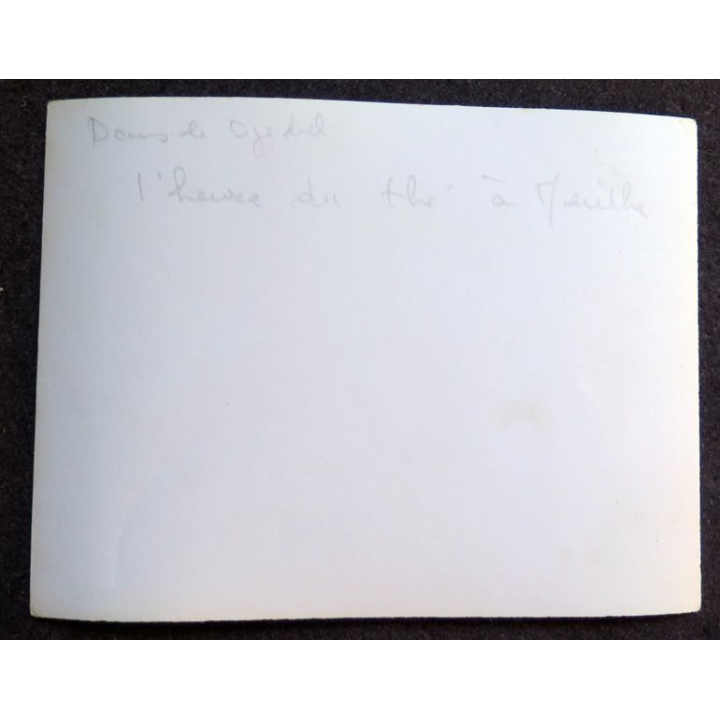 Dans le Djebel
l'heure du thé à